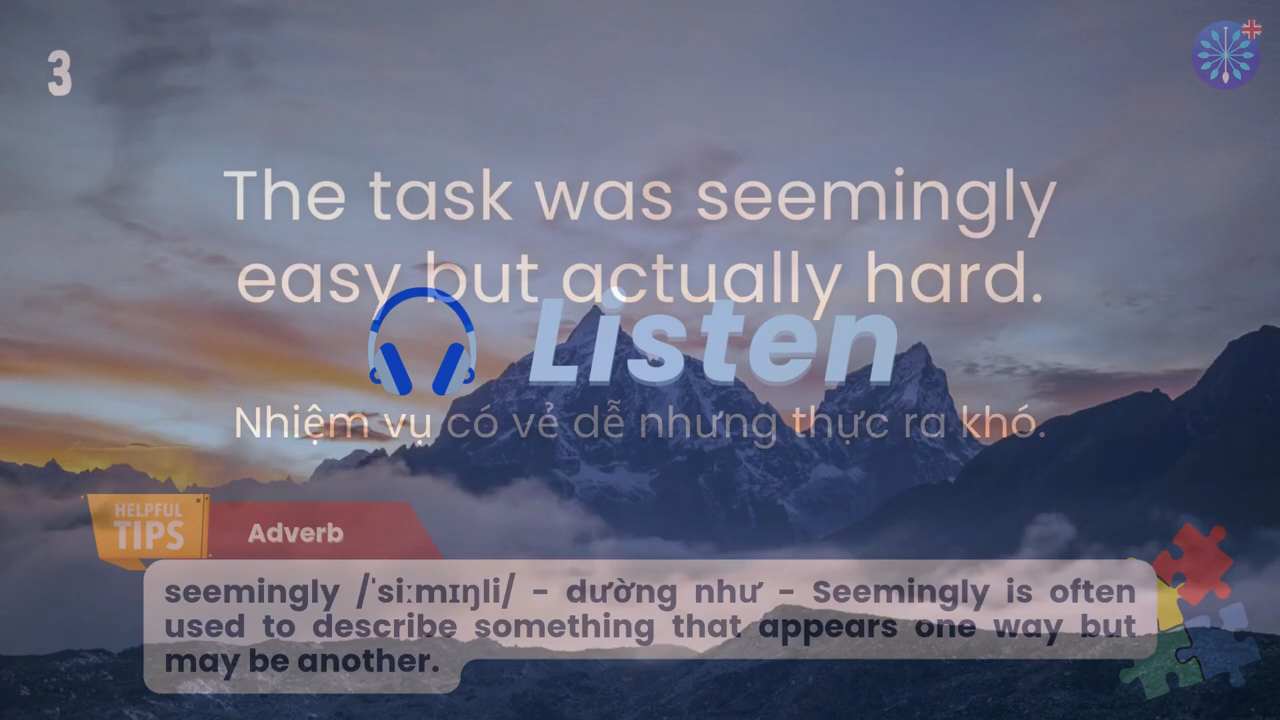 3
The task was seemingly
easy but actually hard.
Listen
Nhiệm vụ có vẻ dễ nhưng thực ra khó.
HELPFUL
TIPS
Adverb
seemingly /ˈsiːmɪŋli/ - dường như - Seemingly is often
used to describe something that appears one way but
may be another.